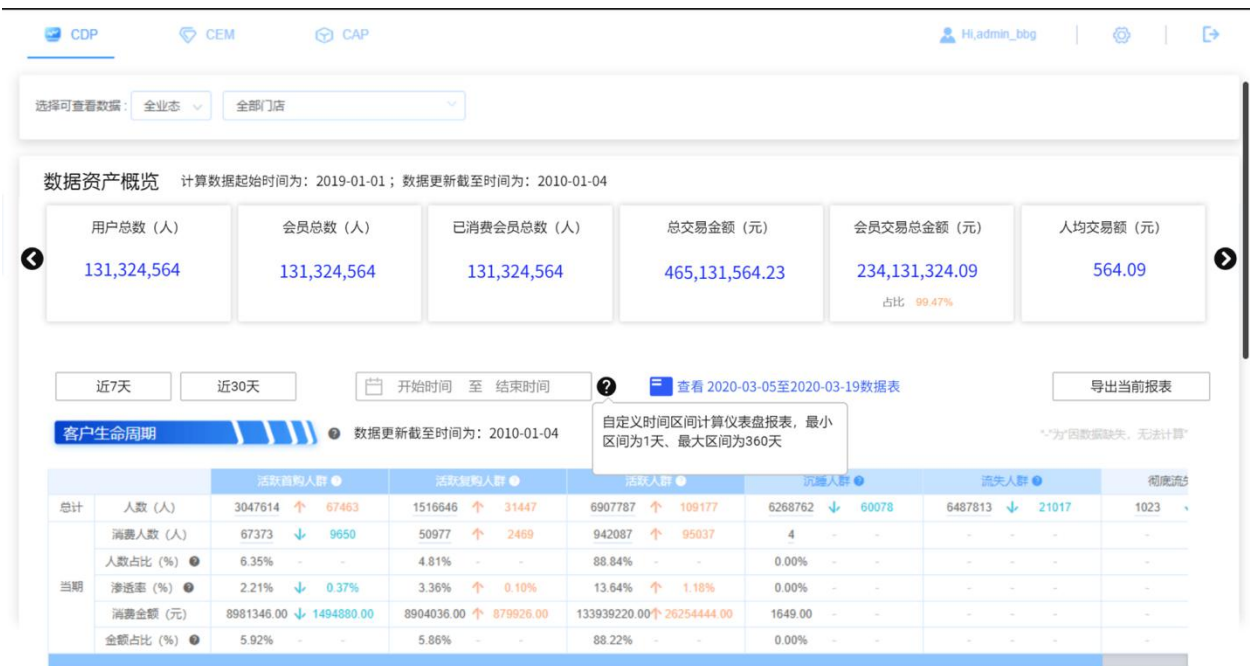 CDP CEM CAP Hi,admin_bbg
选择可查看数据： 全业态 全部门店
数据资产概览 计算数据起始时间为：2019-01-01；数据更新截至时间为：2010-01-04
用户总数（人） 会员总数（人） 已消费会员总数（人） 总交易金额（元） 会员交易总金额（元） 人均交易额（元）
131,324,564 131,324,564 131,324,564 465,131,564.23 234,131,324.09 564.09
占比 99.47%
近7天 近30天 开始时间 至 结束时间 ? 查看 2020-03-05至2020-03-19数据表 导出当前报表
自定义时间区间计算仪表盘报表，最小
区间为1天、最大区间为360天
客户生命周期 ? 数据更新截至时间为：2010-01-04 "-"为"因数据缺失，无法计算"
活跃首购人群 ? 活跃复购人群 ? 活跃人群 ? 沉睡人群 ? 流失人群 ? 彻底流失
总计 人数（人） 3047614 ↑ 67463 1516646 ↑ 31447 6907787 ↑ 109177 6268762 ↓ 60078 6487813 ↓ 21017 1023
当期
消费人数（人） 67373 ↓ 9650 50977 ↑ 2469 942087 ↑ 95037 4 - - - - - -
人数占比（%） ? 6.35% - - 4.81% - - 88.84% - - 0.00% - - - - - -
渗透率（%） ? 2.21% ↓ 0.37% 3.36% ↑ 0.10% 13.64% ↑ 1.18% 0.00% - - - - - -
消费金额（元） 8981346.00 ↓ 1494880.00 8904036.00 ↑ 879926.00 133939220.00 ↑ 26254444.00 1649.00 - - - - - -
金额占比（%） ? 5.92% - - 5.86% - - 88.22% - - 0.00% - - - - - -